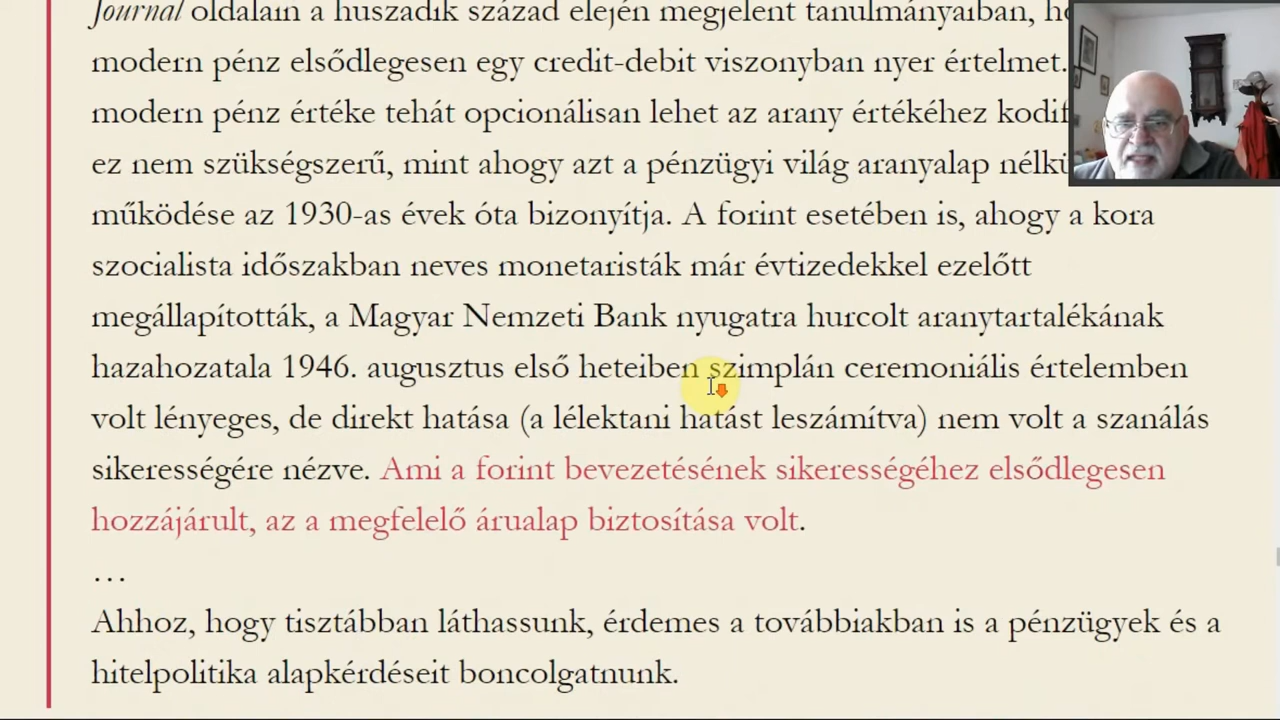 Journal oldalain a huszadik század elején megjelent tanulmányaiban,
modern pénz elsődlegesen egy credit-debit viszonyban nyer értelmet.
modern pénz értéke tehát opcionálisan lehet az arany értékéhez
ez nem szükségszerű, mint ahogy azt a pénzügyi világ aranyalap
működése az 1930-as évek óta bizonyítja. A forint esetében is, ahogy a kora
szocialista időszakban neves monetaristák már évtizedekkel ezelőtt
megállapították, a Magyar Nemzeti Bank nyugatra hurcolt aranytartalékának
hazahozatala 1946. augusztus első heteiben szimplán ceremoniális értelemben
volt lényeges, de direkt hatása (a lélektani hatást leszámítva) nem volt a szanálás
sikerességére nézve. Ami a forint bevezetésének sikerességéhez elsődlegesen
hozzájárult, az a megfelelő árualap biztosítása volt.
…
Ahhoz, hogy tisztábban láthassunk, érdemes a továbbiakban is a pénzügyek és a
hitelpolitika alapkérdéseit boncolgatnunk.